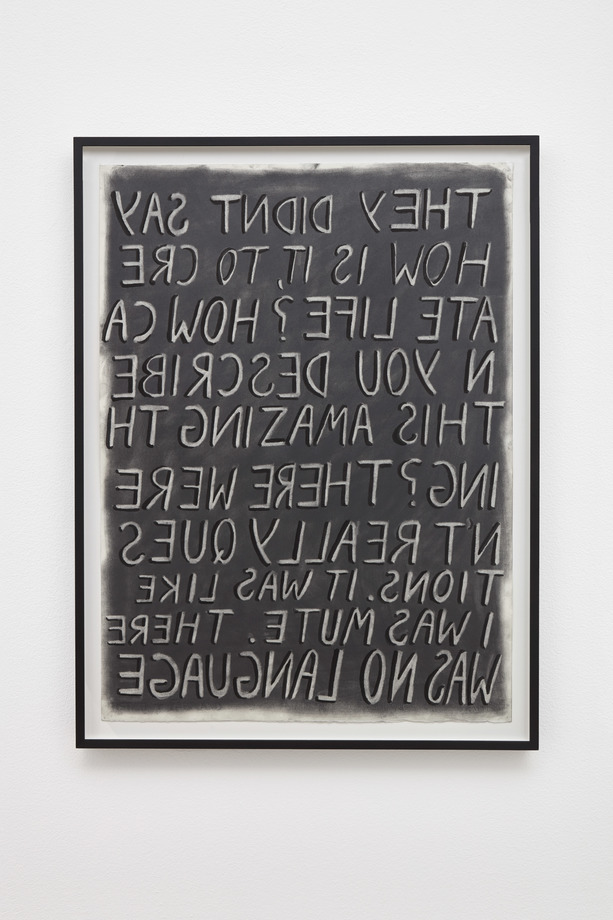 THEY DIDNT SAY
HOW IS IT, TO CRE
ATE LIFE? HOW CA
N YOU DESCRIBE
THIS AMAZING TH
ING? THERE WERE
N'T REALLY QUES
TIONS. IT WAS LIKE
I WAS MUTE. THERE
WAS NO LANGUAGE